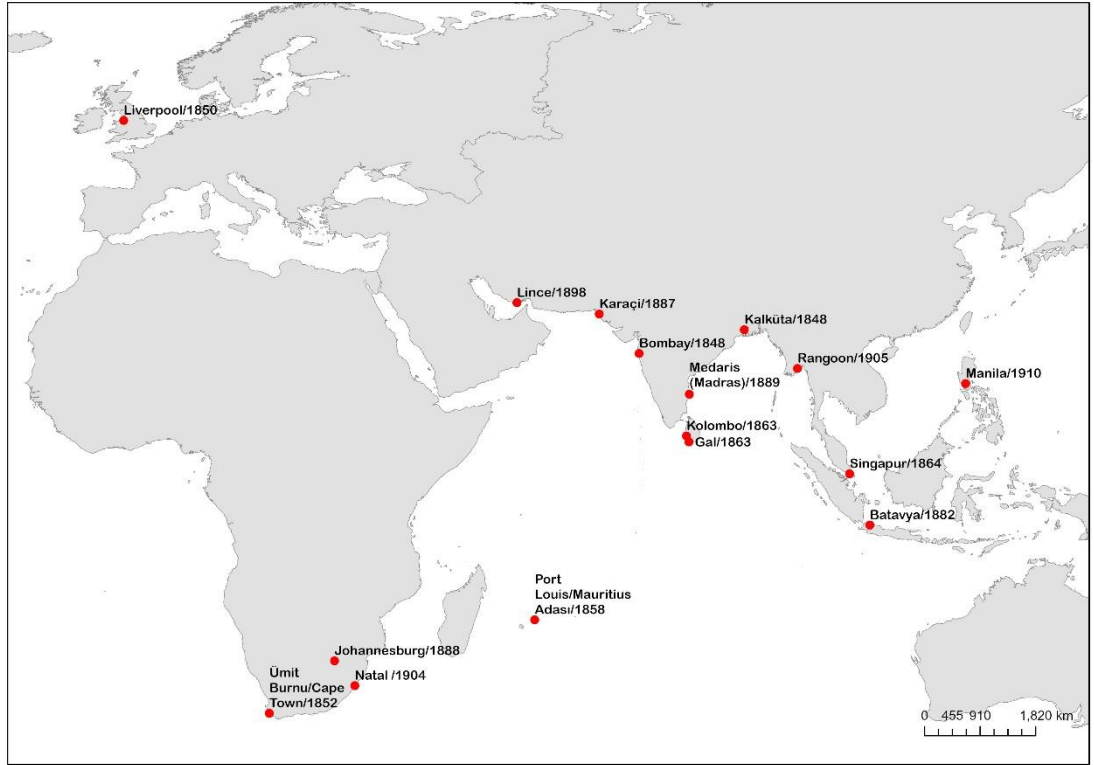 Liverpool/1850
Lince/1898
Karaçi/1887
Kalküta/1848
Bombay/1848
Rangoon/1905
Medaris
(Madras)/1889
Manila/1910
Kolombo/1863
Gal/1863
Singapur/1864
Batavya/1882
Port
Louis/Mauritius
Adası/1858
Johannesburg/1888
Natal /1904
Ümit
Burnu/Cape
Town/1852
0 455 910 1,820 km